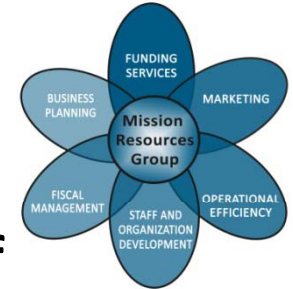 FUNDING
SERVICES
MARKETING
OPERATIONAL
EFFICIENCY
STAFF AND
ORGANIZATION
DEVELOPMENT
FISCAL
MANAGEMENT
BUSINESS
PLANNING
Mission
Resources
Group